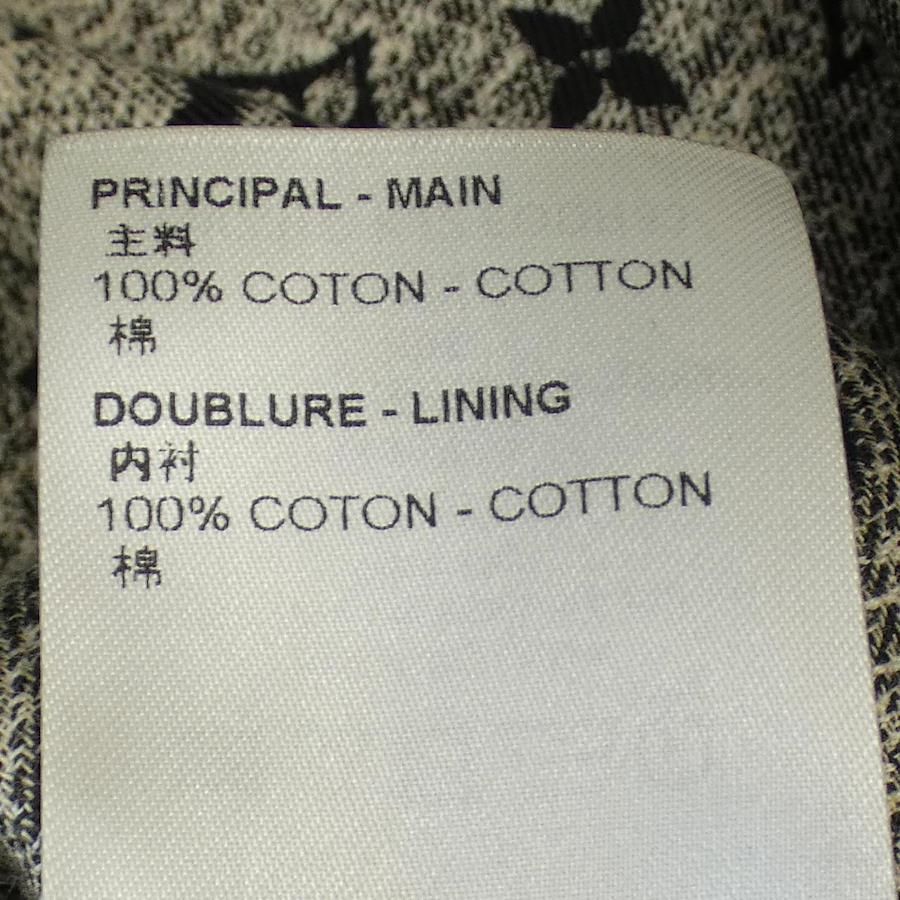 PRINCIPAL - MAIN
主料
100% COTON - COTTON
棉
DOUBLURE - LINING
内衬
100% COTON - COTTON
棉